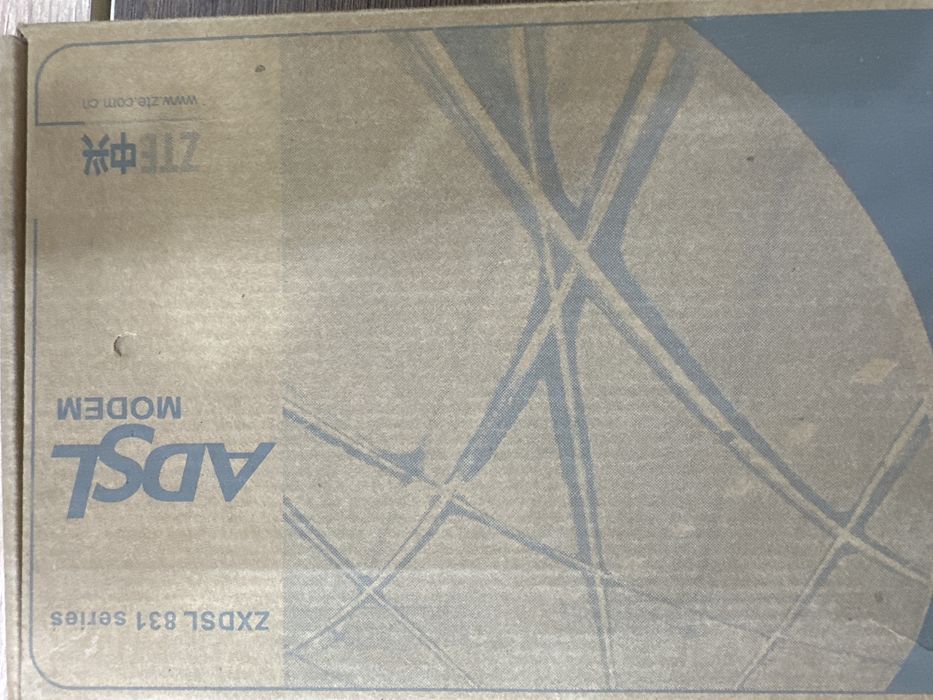 ZXDSL 831 series
ADSL
MODEM
ZTE中兴
www.zte.com.cn